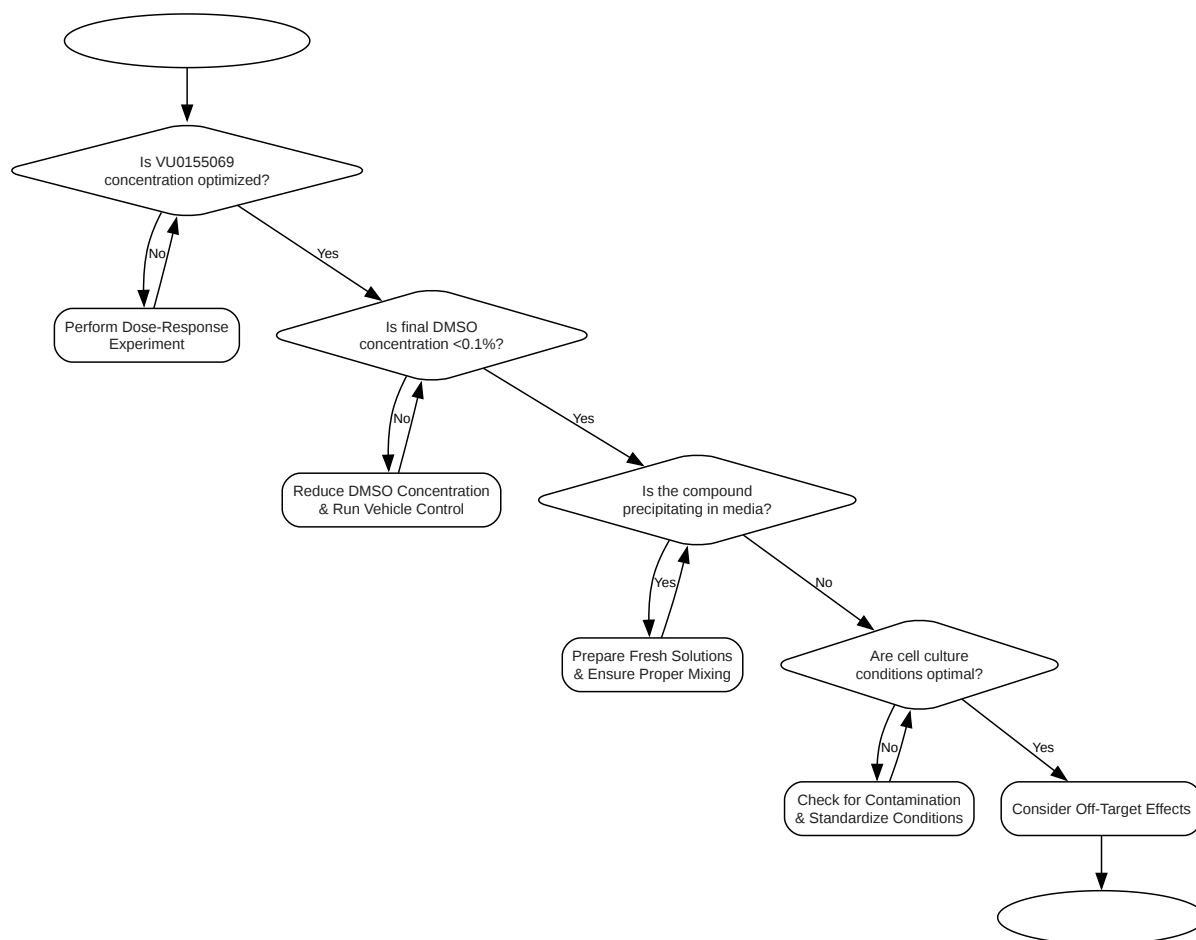 Is VU0155069
concentration optimized?
No
Yes
Perform Dose-Response
Experiment
Is final DMSO
concentration <0.1%?
No
Yes
Reduce DMSO Concentration
& Run Vehicle Control
Is the compound
precipitating in media?
Yes
No
Prepare Fresh Solutions
& Ensure Proper Mixing
Are cell culture
conditions optimal?
No
Yes
Check for Contamination
& Standardize Conditions
Consider Off-Target Effects